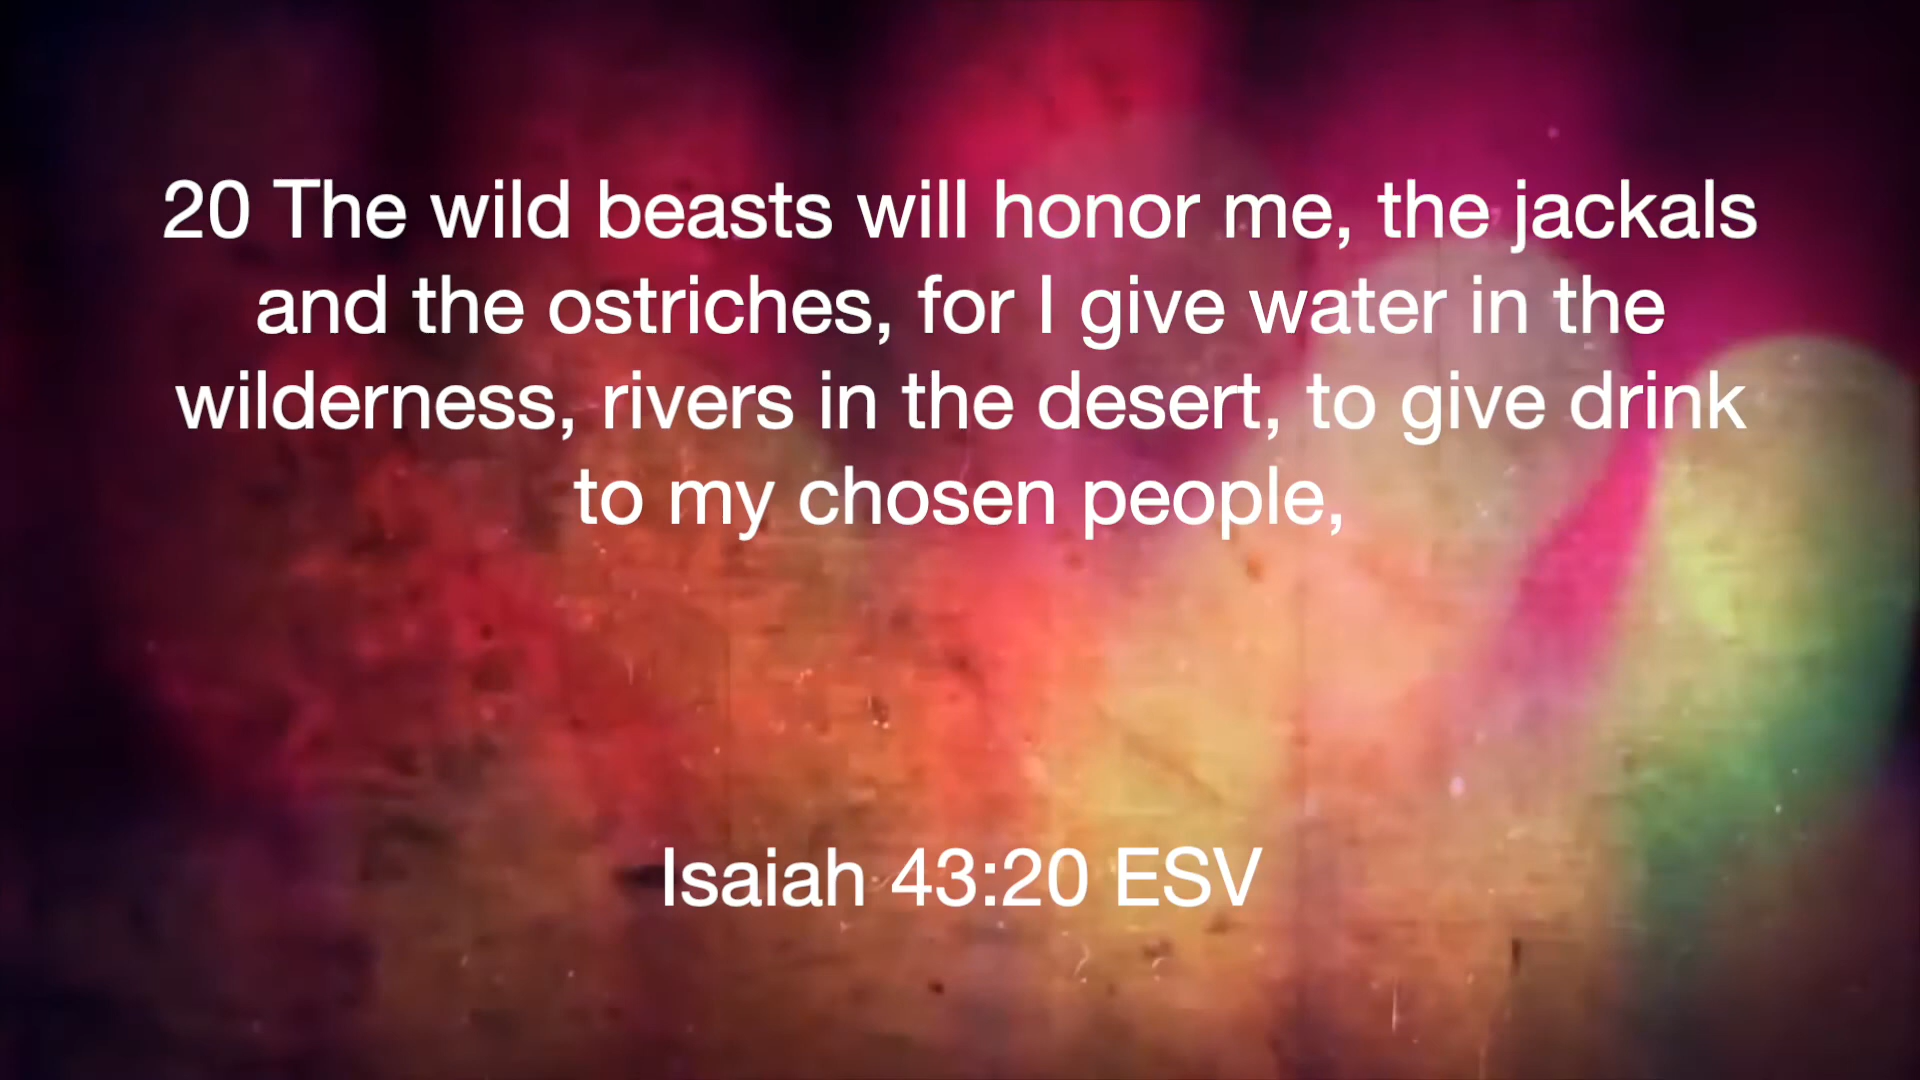 20 The wild beasts will honor me, the jackals
and the ostriches, for I give water in the
wilderness, rivers in the desert, to give drink
to my chosen people,
Isaiah 43:20 ESV